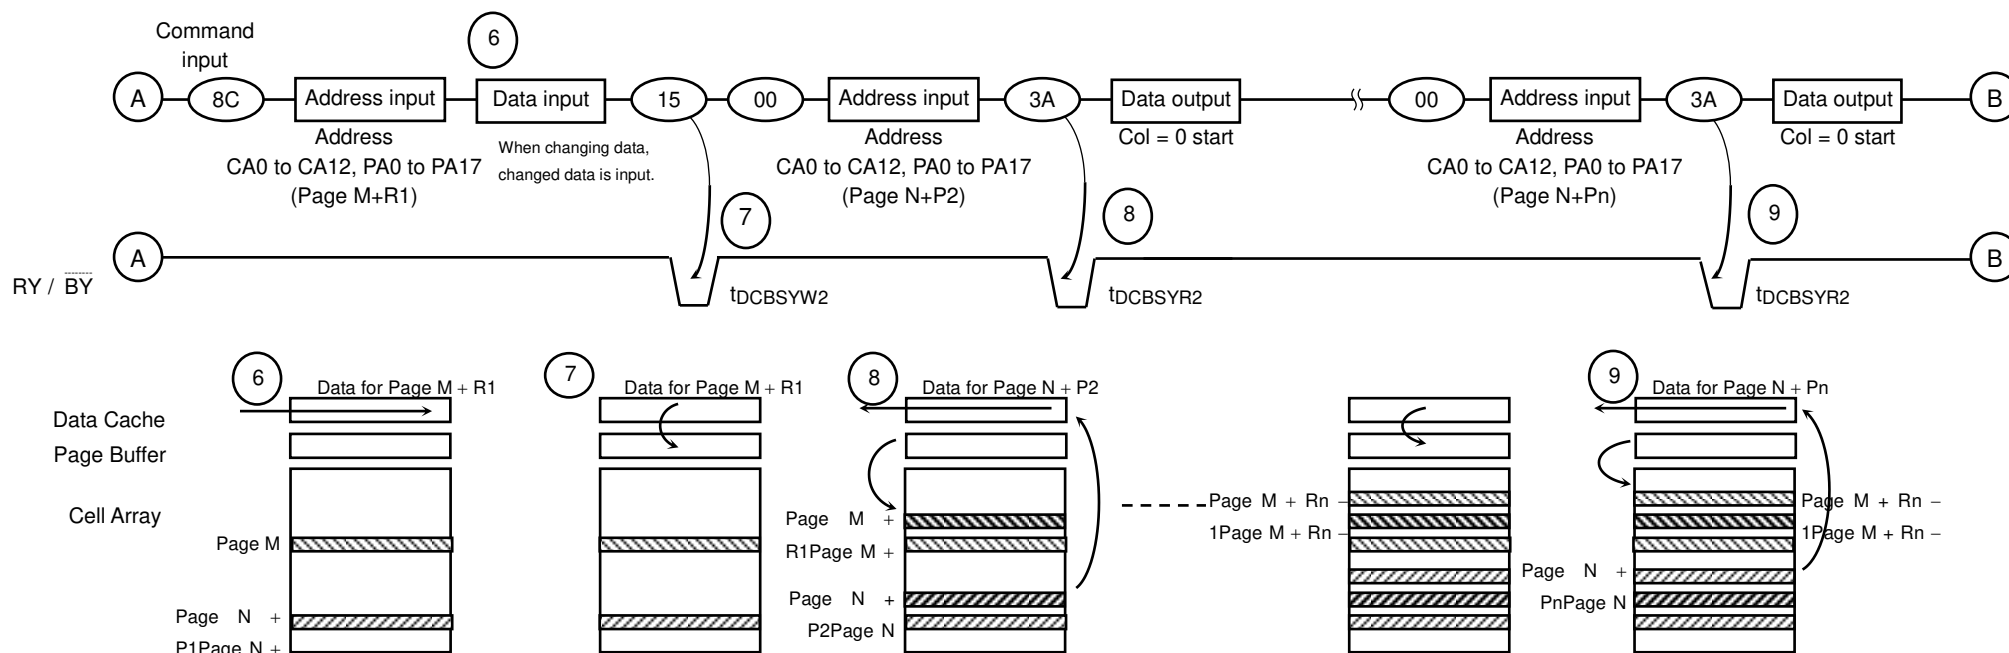 Command
input
6
A 8C Address input Data input 15 00 Address input 3A Data output 00 Address input 3A Data output B
Address When changing data, Address Col = 0 start Address Col = 0 start
CA0 to CA12, PA0 to PA17 changed data is input. CA0 to CA12, PA0 to PA17 CA0 to CA12, PA0 to PA17
(Page M+R1) (Page N+P2) (Page N+Pn)
7 8 9
A B
RY / BY tDCBSYW2 tDCBSYR2 tDCBSYR2
6 Data for Page M + R1 7 Data for Page M + R1 8 Data for Page N + P2 9 Data for Page N + Pn
Data Cache
Page Buffer
Cell Array
Page M
Page N +
P1Page N +
Page M +
R1Page M +
Page N +
P2Page N
Page M + Rn −
1Page M + Rn −
Page N +
PnPage N
Page M + Rn −
1Page M + Rn −